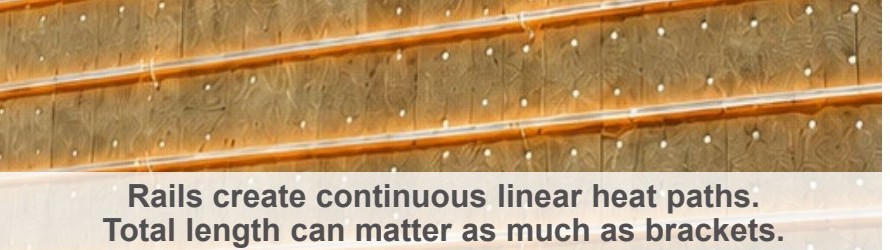 Rails create continuous linear heat paths.
Total length can matter as much as brackets.